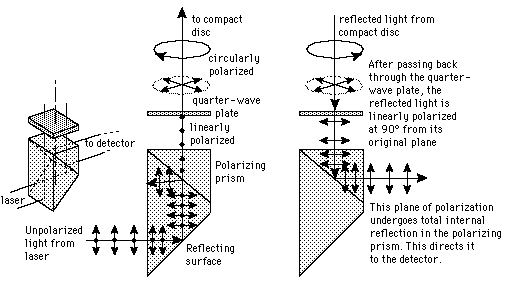 to compact
disc
circularly
polarized
quarter-wave
plate
linearly
polarized
Polarizing
prism
Reflecting
surface
to detector
laser
Unpolarized
light from
laser
reflected light from
compact disc
After passing back
through the quarter-
wave plate, the
reflected light is
linearly polarized
at 90° from its
original plane
This plane of polarization
undergoes total internal
reflection in the polarizing
prism. This directs it
to the detector.